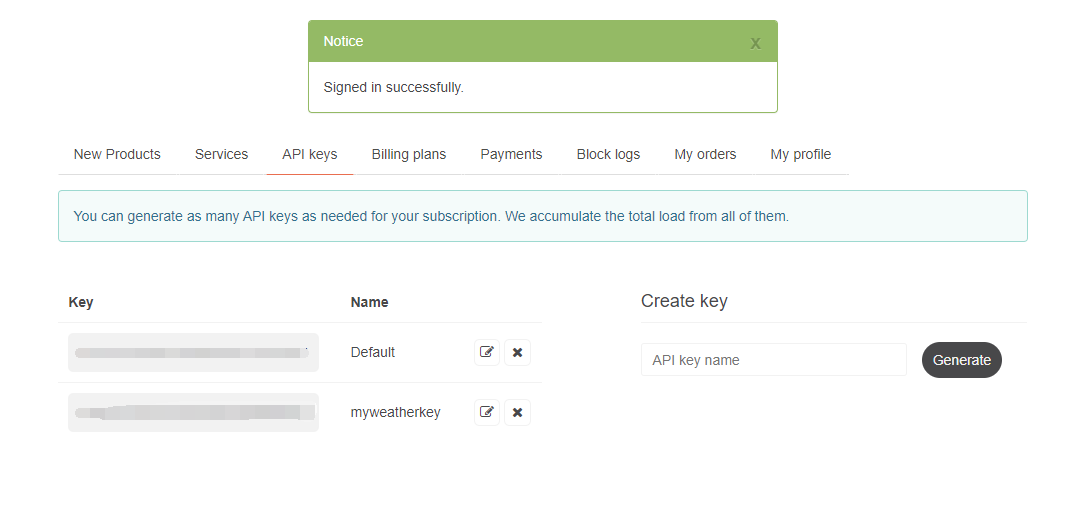 Notice x
Signed in successfully.
New Products Services API keys Billing plans Payments Block logs My orders My profile
You can generate as many API keys as needed for your subscription. We accumulate the total load from all of them.
Key Name
Default
myweatherkey
Create key
API key name Generate